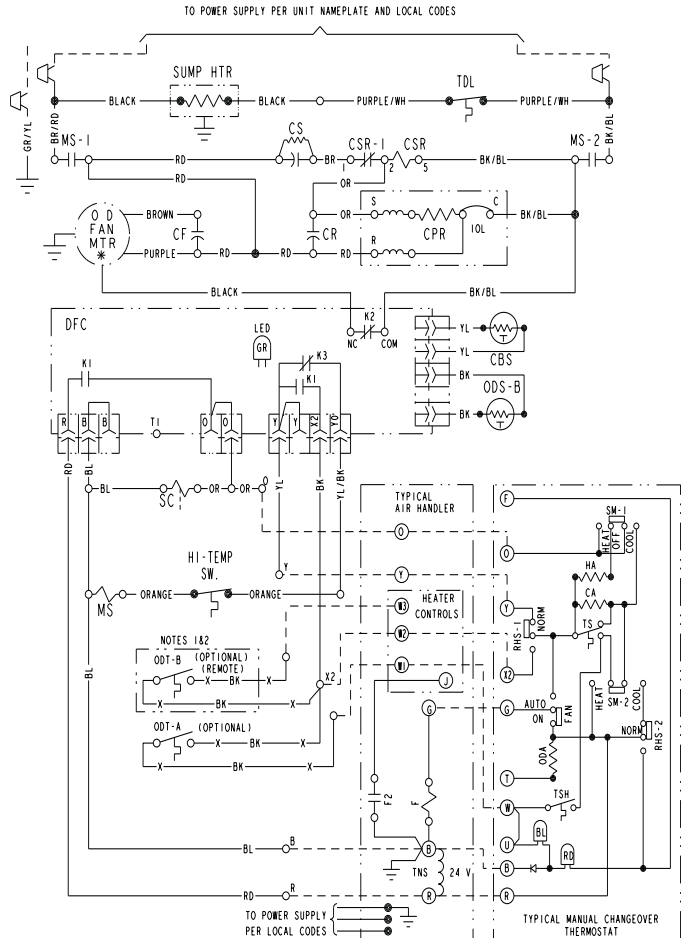 TO POWER SUPPLY PER UNIT NAMEPLATE AND LOCAL CODES
SUMP HTR
TDL
BLACK
BLACK
PURPLE/WH
PURPLE/WH
GR/YL
BR/RD
BK/BL
MS-1
CS
CSR-1
CSR
MS-2
RD
BR
1
2
5
BK/BL
RD
OR
O D
FAN
MTR
*
BROWN
CF
PURPLE
RD
RD
CR
OR
RD
S
R
CPR
IOL
C
BK/BL
BLACK
BK/BL
DFC
LED
GR
K2
NC
COM
YL
YL
CBS
BK
ODS-B
BK
K1
K3
K1
R
B
B
T1
O
O
Y
Y
X2
YO
RD
BL
BL
SC
OR
OR
O
YL
BK
YL/BK
TYPICAL
AIR HANDLER
F
SM-1
HEAT
OFF
COOL
O
O
HI-TEMP
SW.
Y
Y
HA
CA
MS
ORANGE
ORANGE
W3
HEATER
CONTROLS
Y
RHS-1
NORM
TS
NOTES 1&2
W2
ODT-B
(OPTIONAL)
(REMOTE)
X
BK
X
W1
X2
X2
BL
X
BK
X
J
HEAT
SM-2
COOL
ODT-A
(OPTIONAL)
G
G
AUTO
ON
FAN
NORM
RHS-2
X
BK
X
X
BK
X
ODA
T
F2
F
W
TSH
BL
U
BL
B
B
TNS
24 V
B
RD
RD
R
R
R
TO POWER SUPPLY
PER LOCAL CODES
TYPICAL MANUAL CHANGEOVER
THERMOSTAT